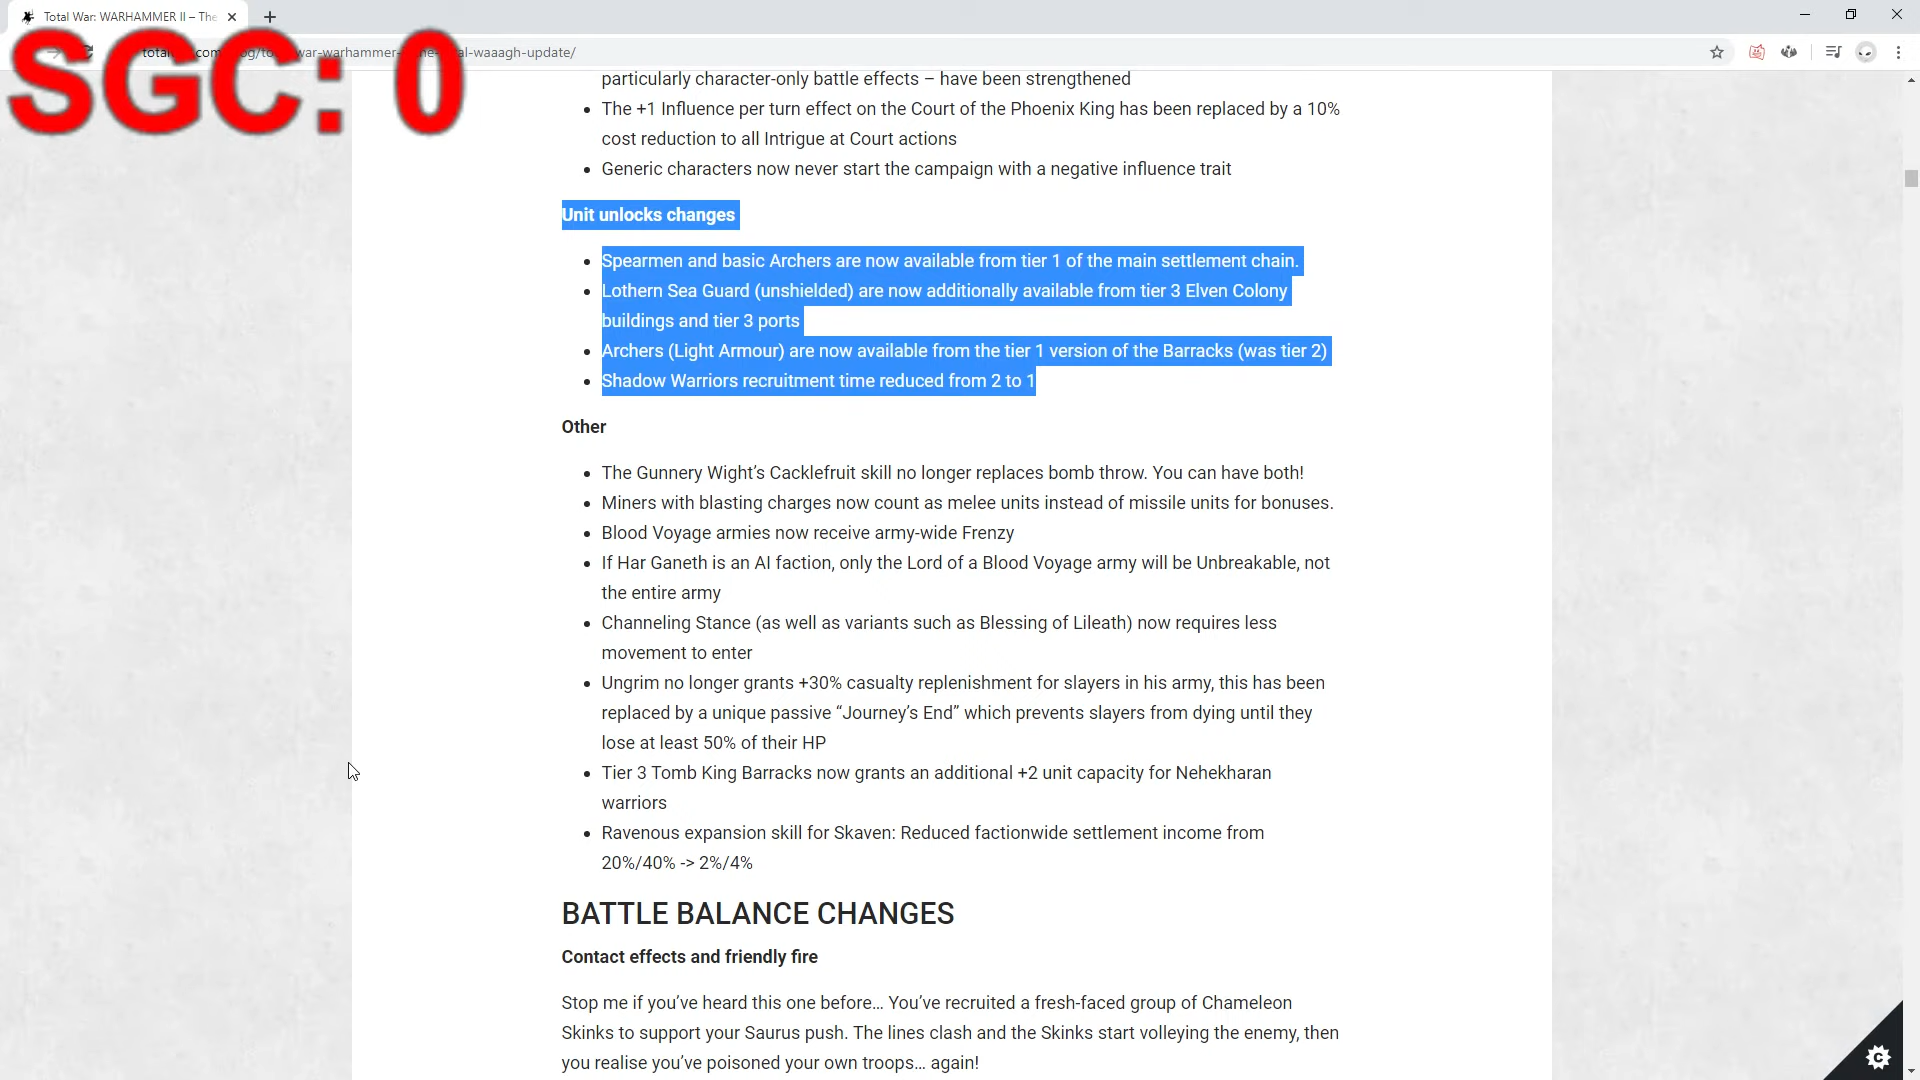 Total War: WARHAMMER II – The
SGC: 0
war-warhammer-
al-waaagh-update/
particularly character-only battle effects – have been strengthened
The +1 Influence per turn effect on the Court of the Phoenix King has been replaced by a 10%
cost reduction to all Intrigue at Court actions
Generic characters now never start the campaign with a negative influence trait
Unit unlocks changes
Spearmen and basic Archers are now available from tier 1 of the main settlement chain.
Lothern Sea Guard (unshielded) are now additionally available from tier 3 Elven Colony
buildings and tier 3 ports
Archers (Light Armour) are now available from the tier 1 version of the Barracks (was tier 2)
Shadow Warriors recruitment time reduced from 2 to 1
Other
The Gunnery Wight’s Cacklefruit skill no longer replaces bomb throw. You can have both!
Miners with blasting charges now count as melee units instead of missile units for bonuses.
Blood Voyage armies now receive army-wide Frenzy
If Har Ganeth is an AI faction, only the Lord of a Blood Voyage army will be Unbreakable, not
the entire army
Channeling Stance (as well as variants such as Blessing of Lileath) now requires less
movement to enter
Ungrim no longer grants +30% casualty replenishment for slayers in his army, this has been
replaced by a unique passive “Journey’s End” which prevents slayers from dying until they
lose at least 50% of their HP
Tier 3 Tomb King Barracks now grants an additional +2 unit capacity for Nehekharan
warriors
Ravenous expansion skill for Skaven: Reduced factionwide settlement income from
20%/40% -> 2%/4%
BATTLE BALANCE CHANGES
Contact effects and friendly fire
Stop me if you’ve heard this one before… You’ve recruited a fresh-faced group of Chameleon
Skinks to support your Saurus push. The lines clash and the Skinks start volleying the enemy, then
you realise you’ve poisoned your own troops… again!